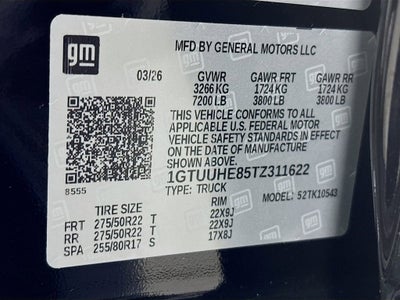 gm
MFD BY GENERAL MOTORS LLC
03/26 GVWR GAWR FRT GAWR RR
3266 KG 1724 KG 1724 KG
7200 LB 3800 LB 3800 LB
THIS VEHICLE CONFORMS TO ALL
APPLICABLE U.S. FEDERAL MOTOR
VEHICLE SAFETY STANDARDS IN EFFECT
ON THE DATE OF MANUFACTURE
SHOWN ABOVE.
1GTUUHE85TZ311622
8555 TYPE: TRUCK MODEL: 52TK10543
TIRE SIZE RIM
FRT 275/50R22 T 22X9J
RR 275/50R22 T 22X9J
SPA 255/80R17 S 17X8J